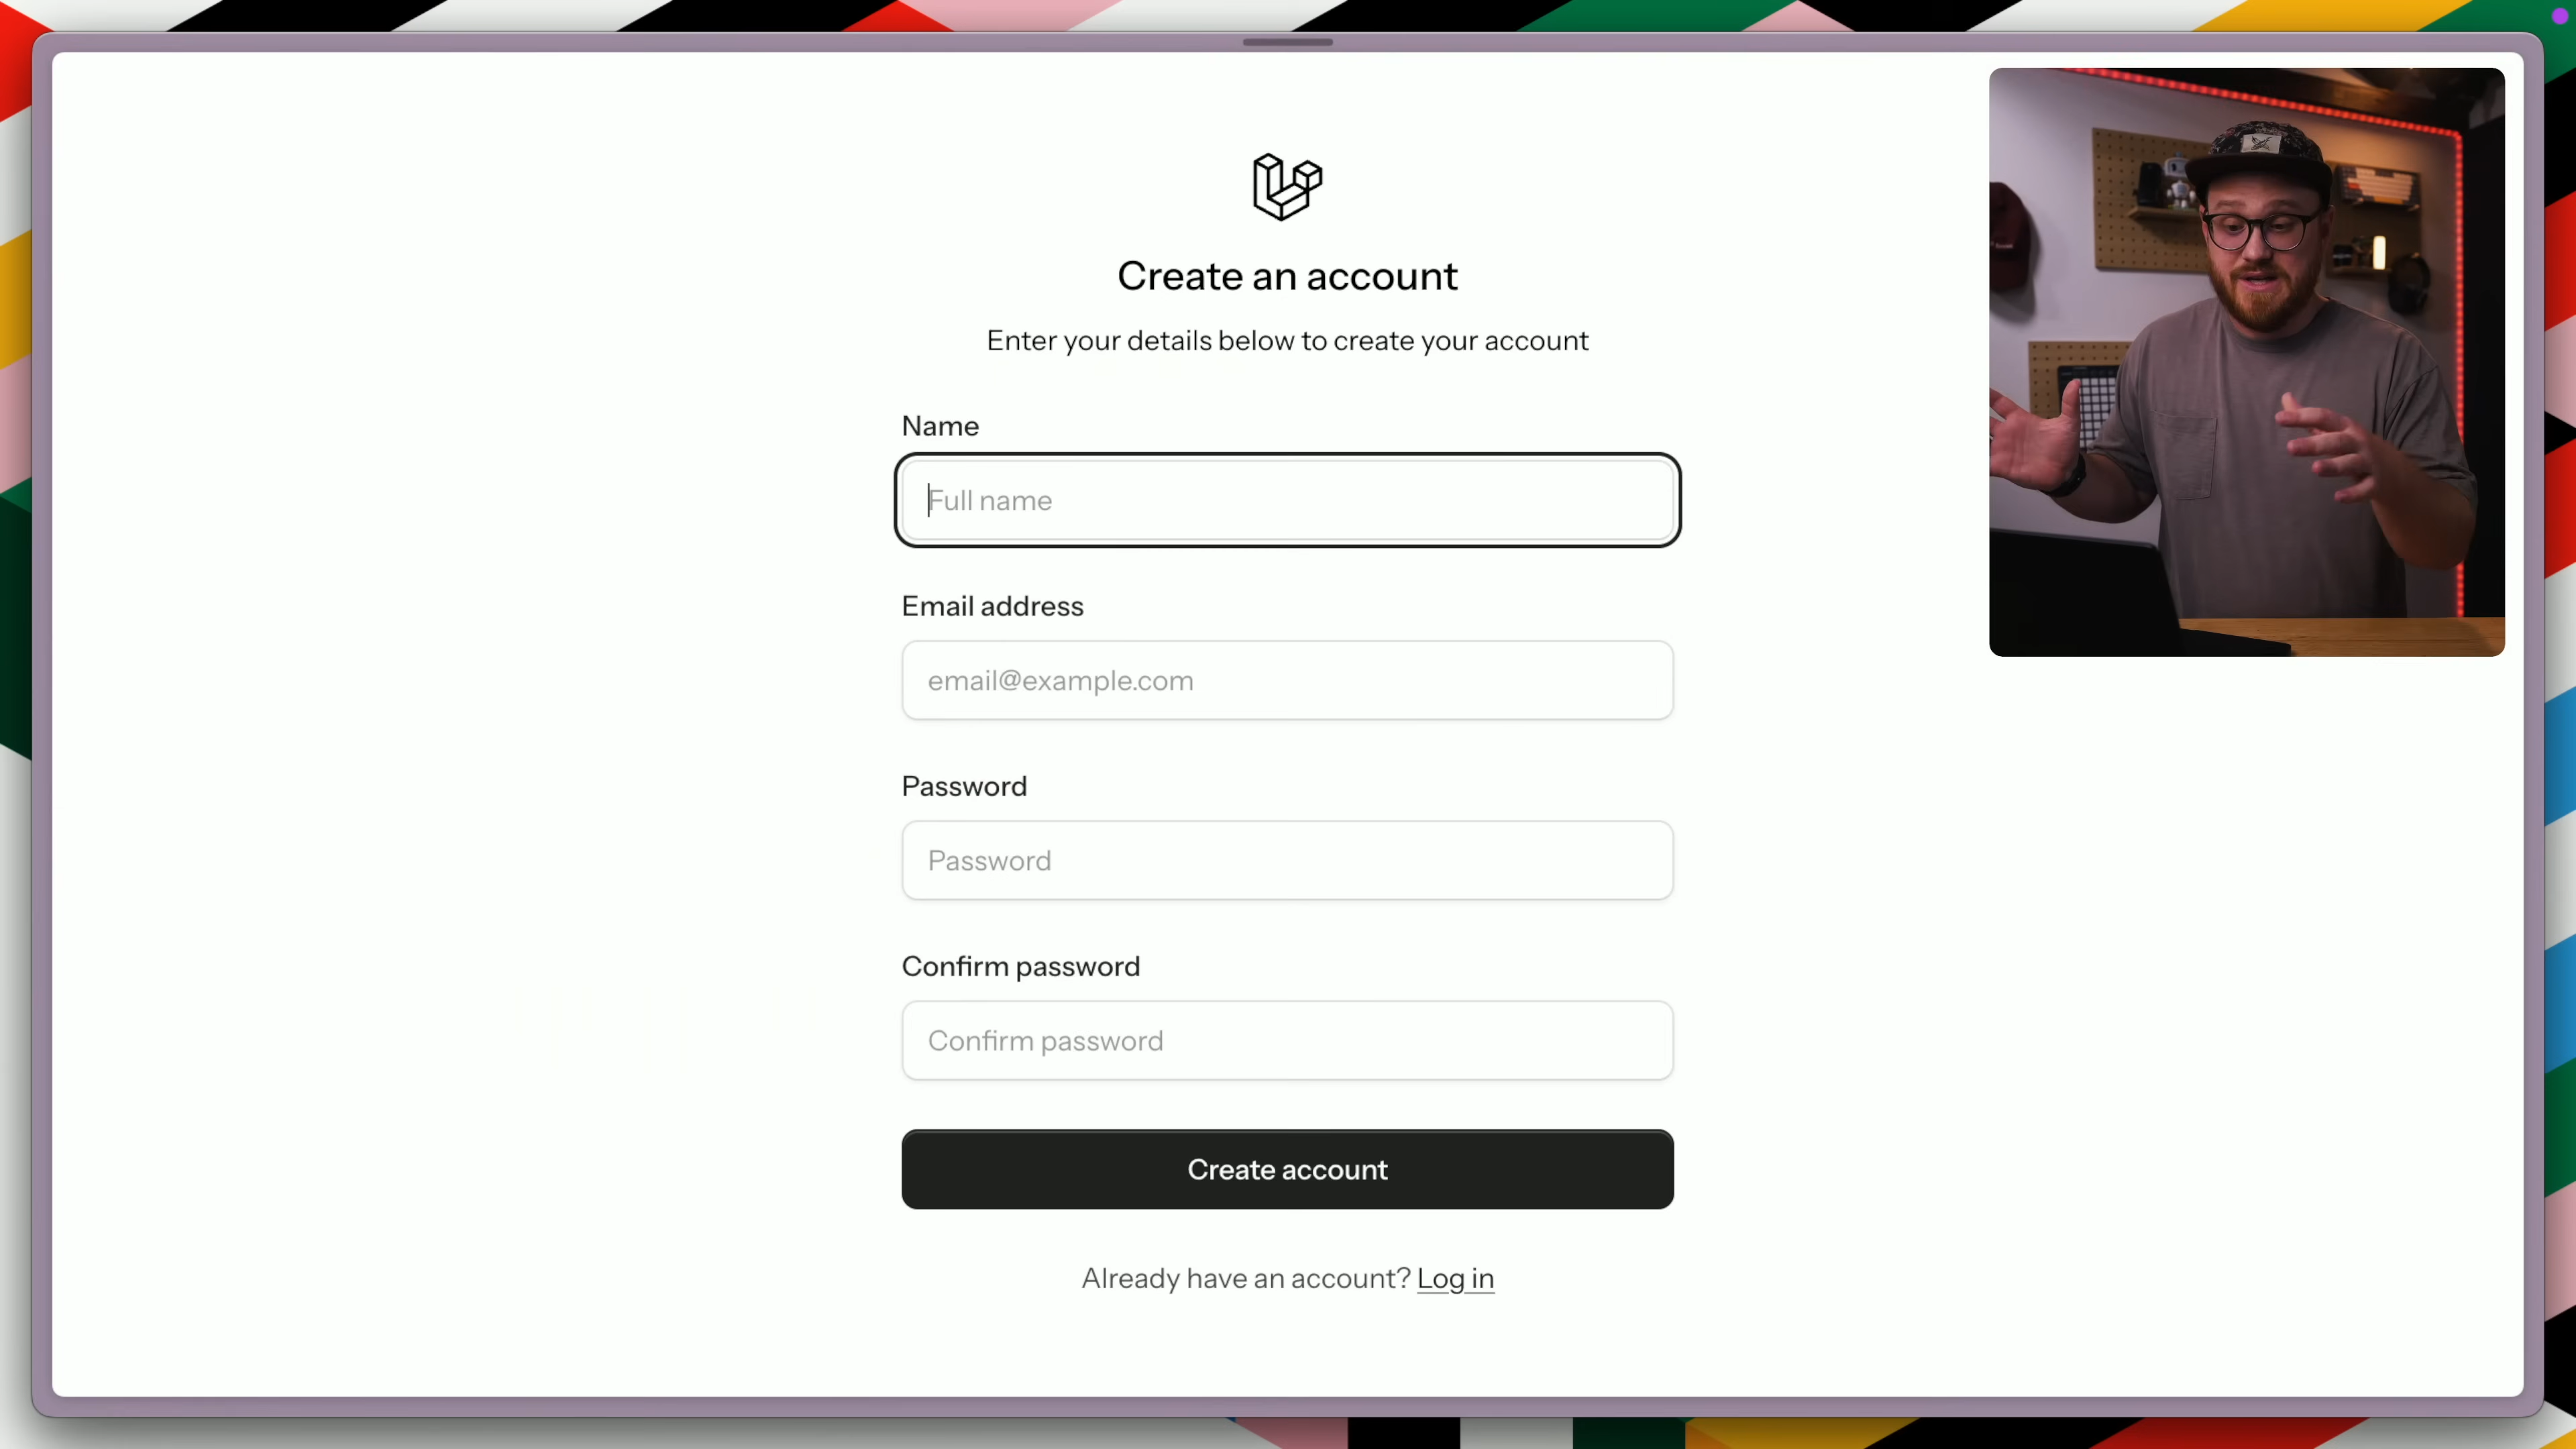 Create an account
Enter your details below to create your account
Name
Full name
Email address
email@example.com
Password
Password
Confirm password
Confirm password
Create account
Already have an account? Log in